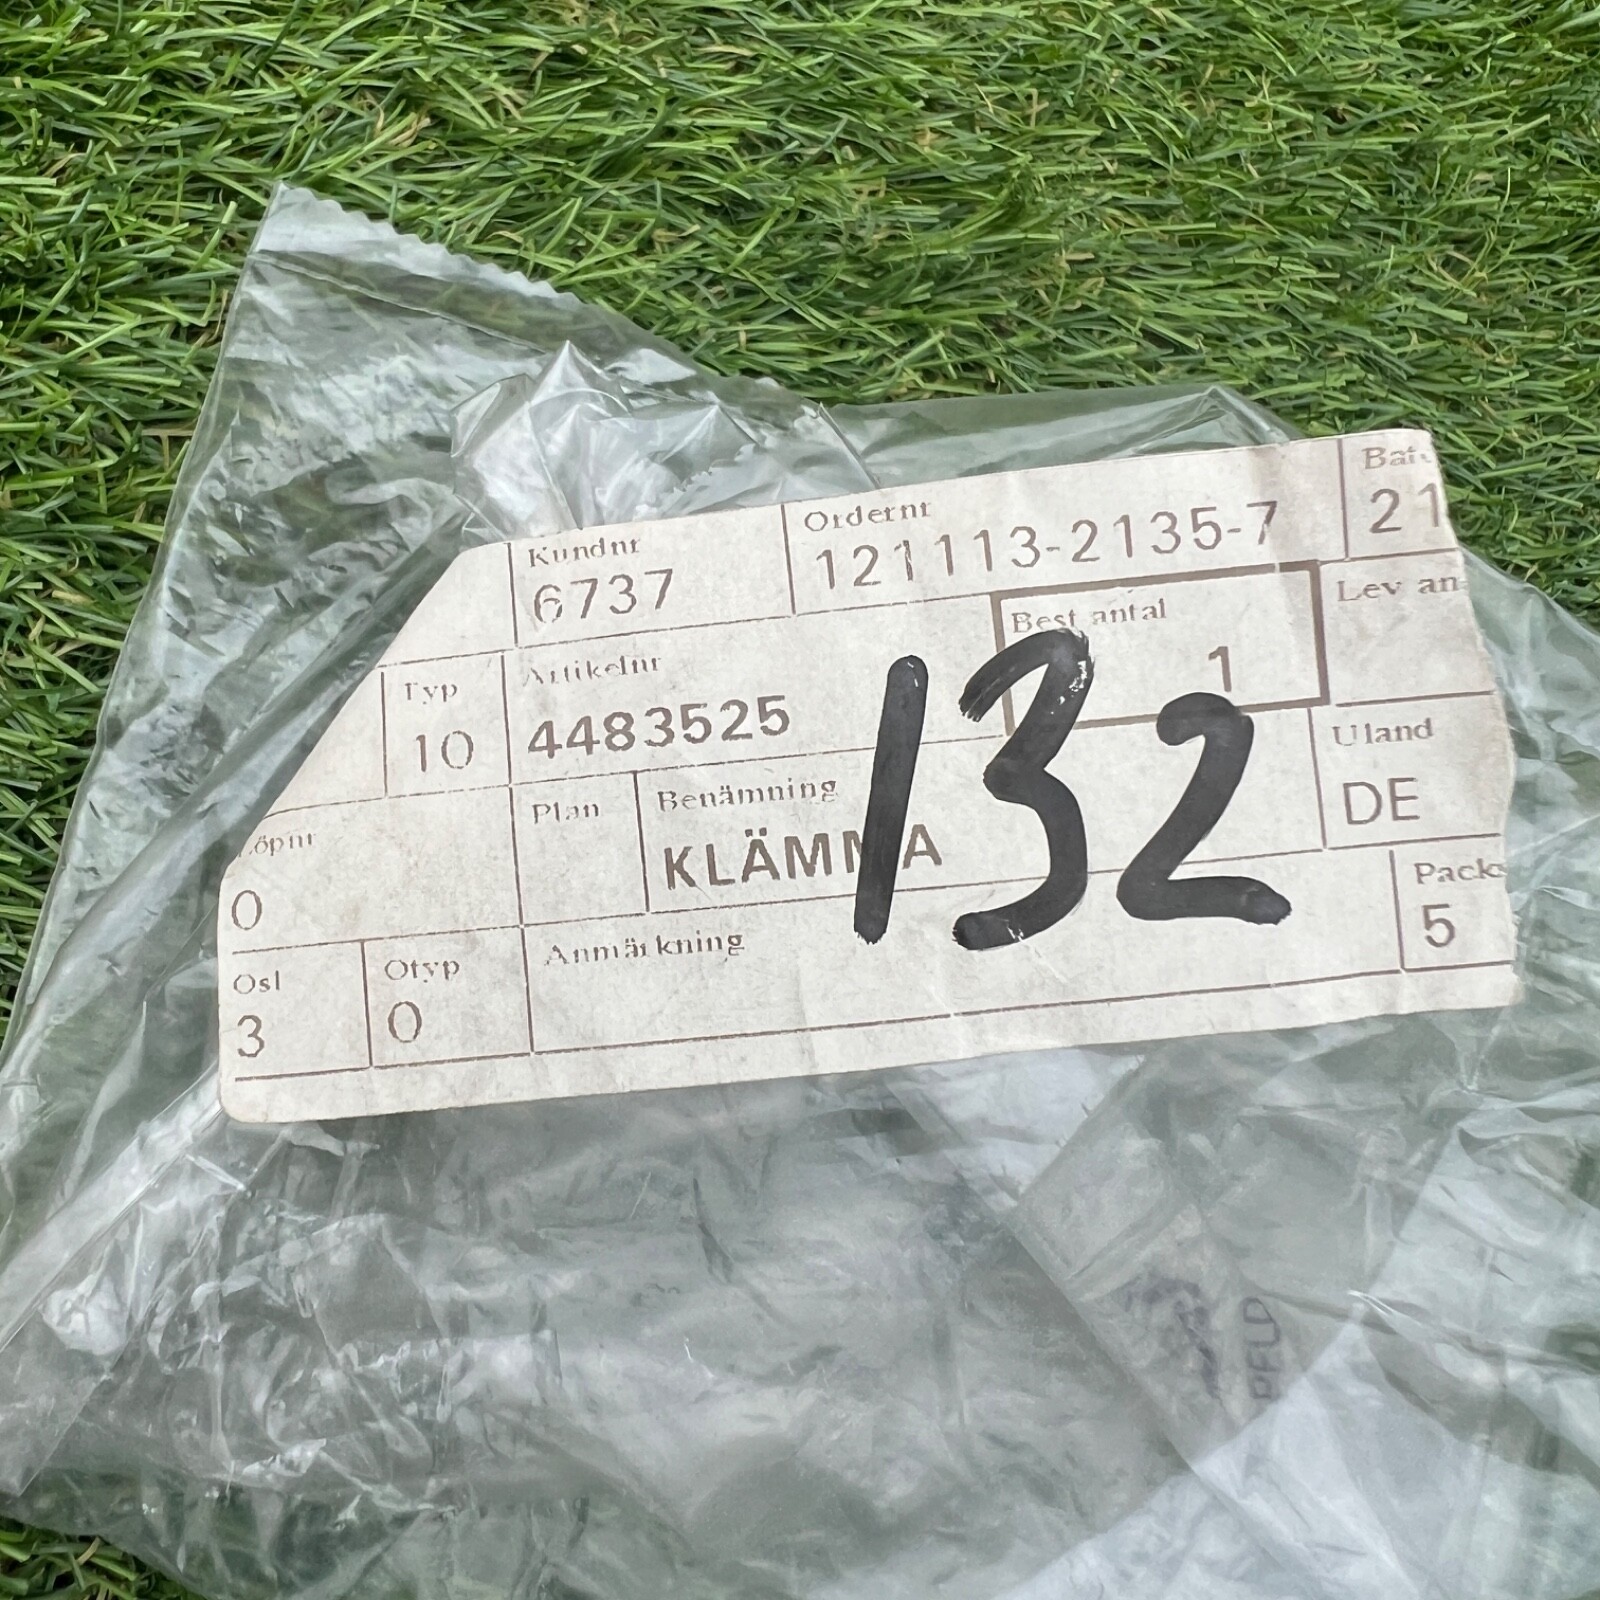 Kundnr
6737
Ordernr
121113-2135-7
21
Typ
10
Artikelnr
4483525
Best antal
1
Lev
Löpnr
0
Plan
Benämning
KLÄMMA
132
Uland
DE
Osl
3
Otyp
0
Anmärkning
5